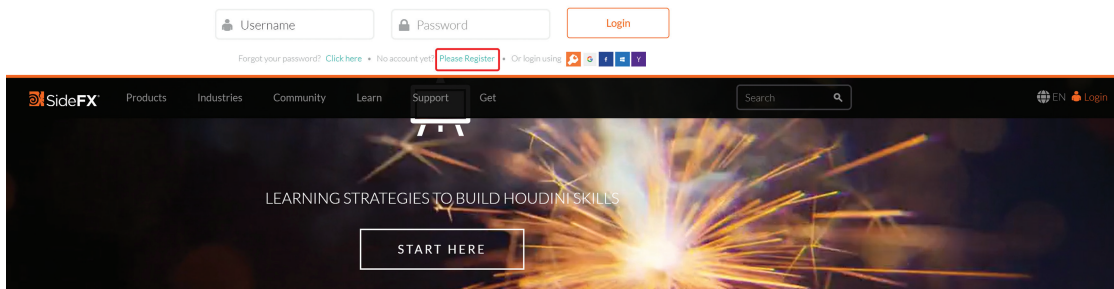 Username
Password
Login
Forgot your password? Click here • No account yet? Please Register • Or login using
G f Y
SideFX® Products Industries Community Learn Support Get Search EN Login
LEARNING STRATEGIES TO BUILD HOUDINI SKILLS
START HERE